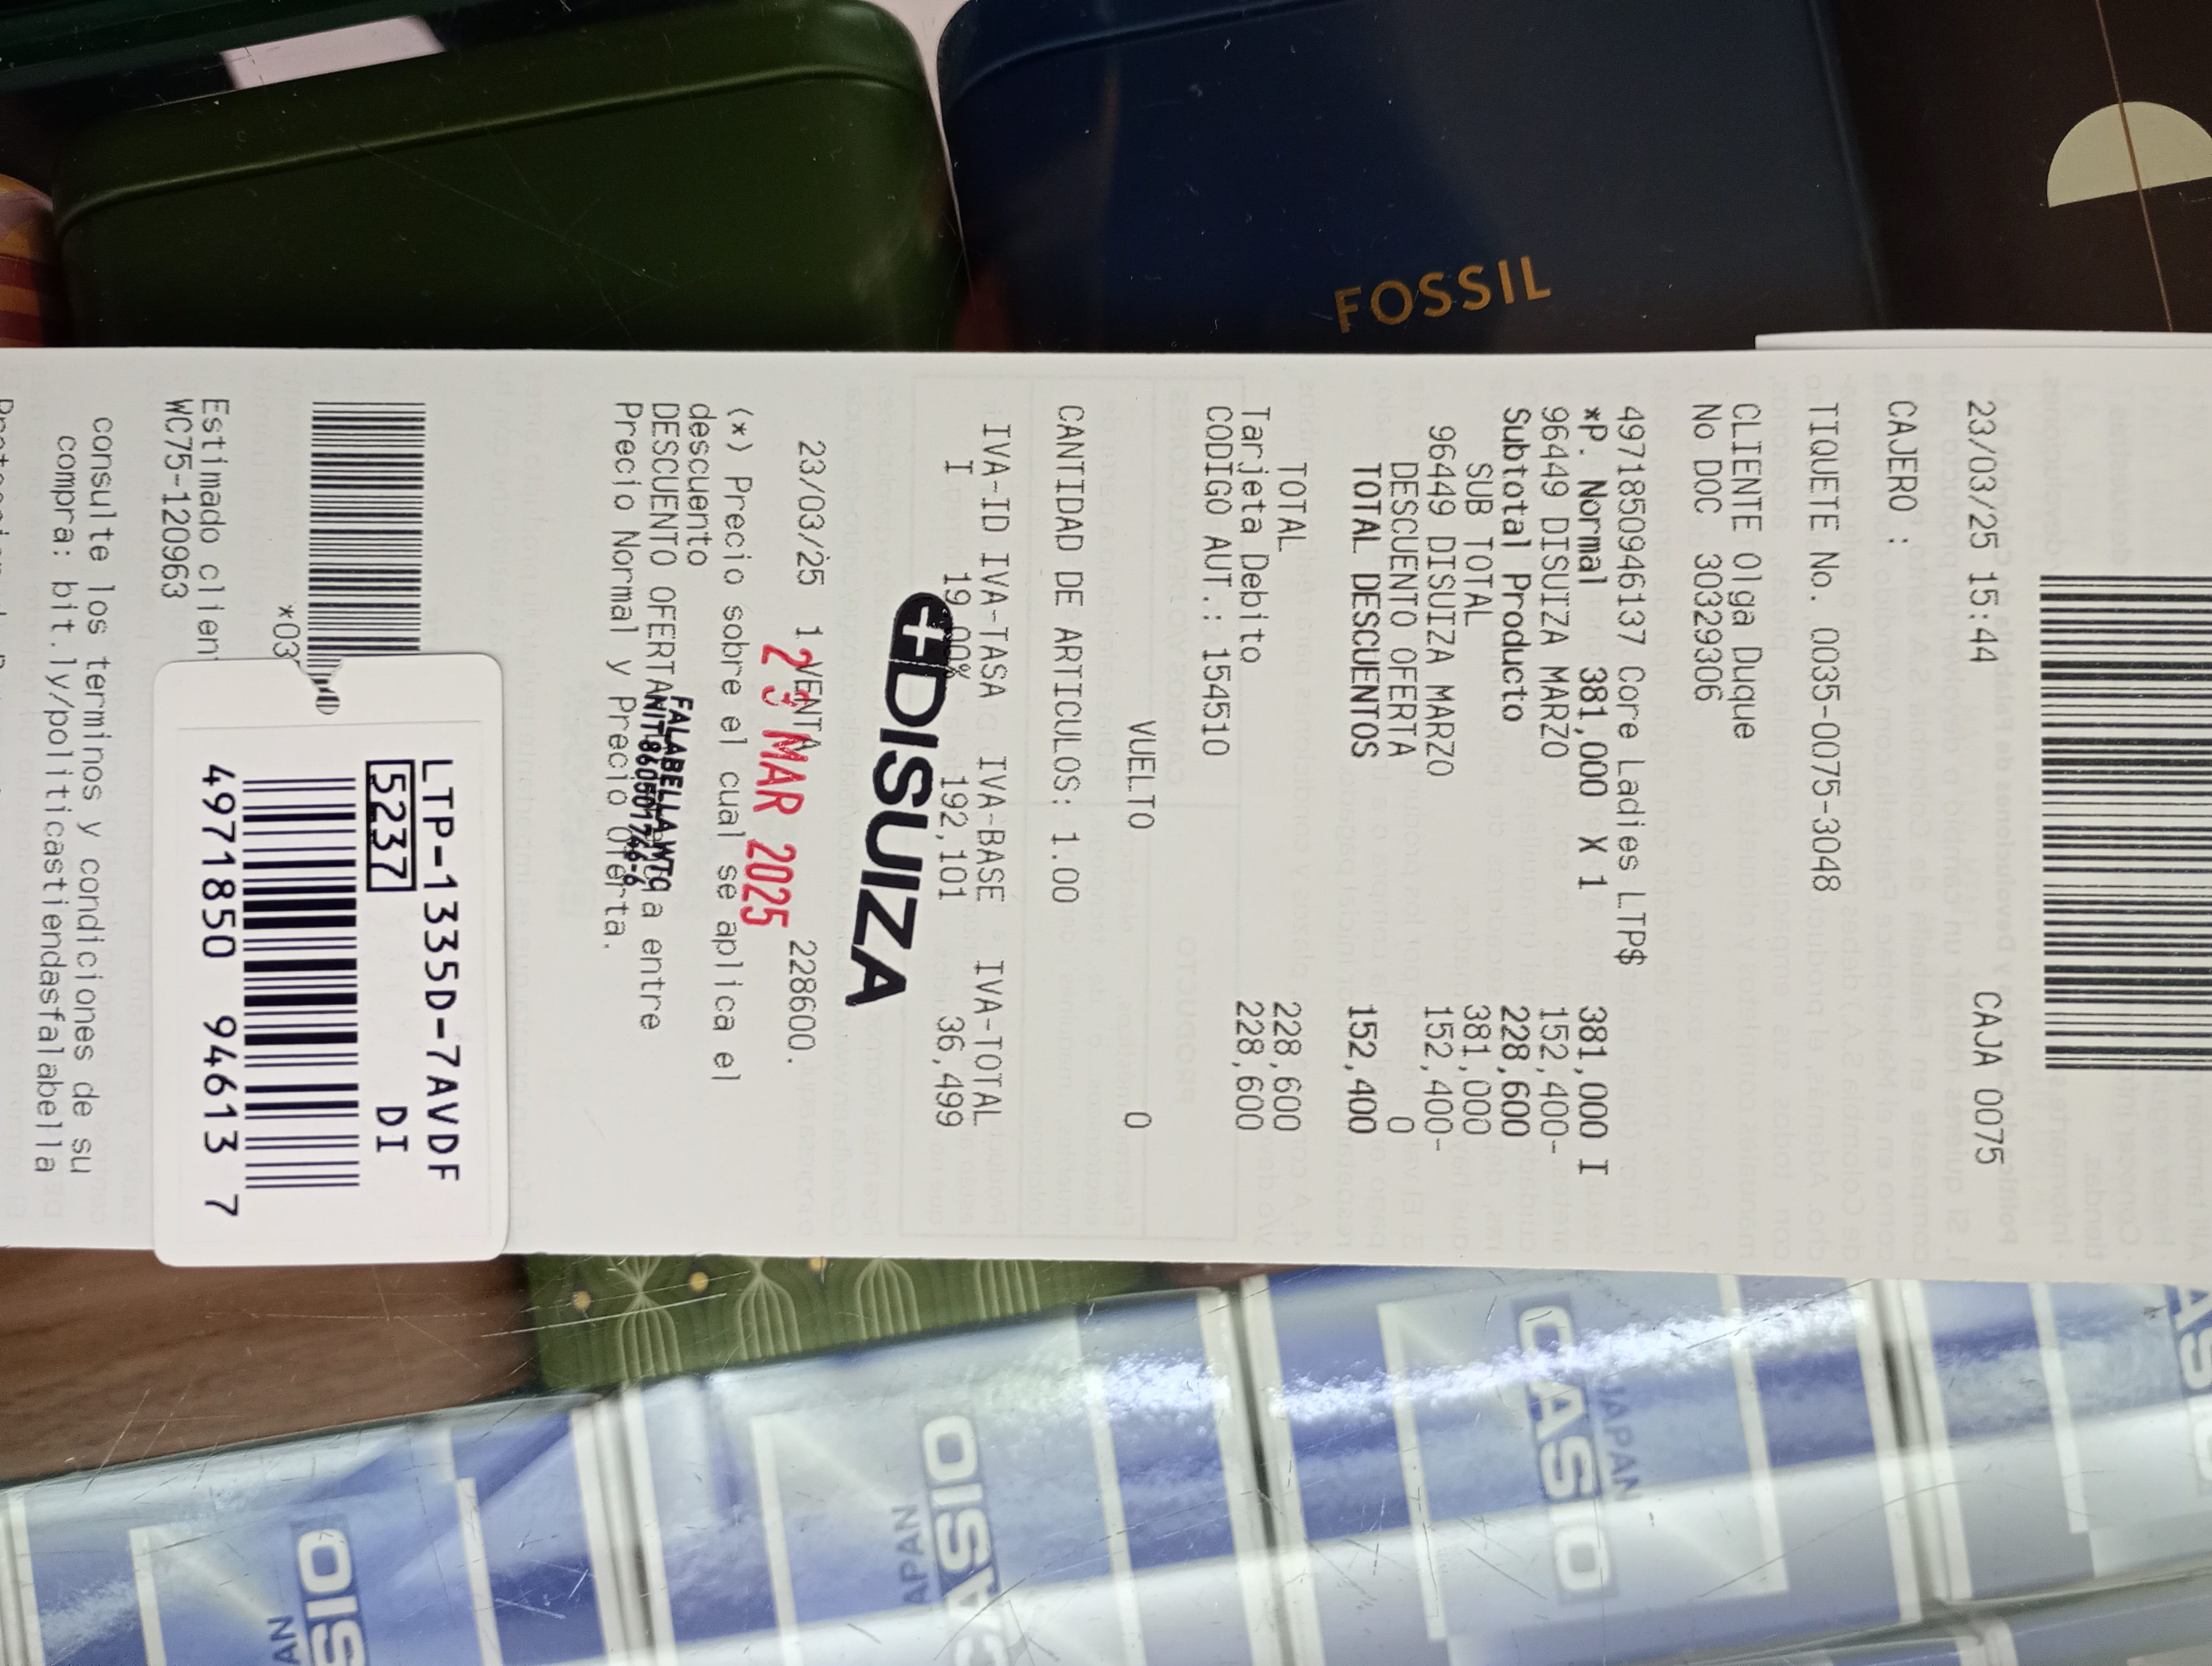 FOSSIL
23/03/25 15:44 CAJA 0075
CAJERO :
TIQUETE No. 0035-0075-3048
CLIENTE Olga Duque
No DOC 30329306
4971850946137 Core Ladies LTP$
*P. Normal 381,000 X 1 381,000 I
96449 DISUIZA MARZO 152,400-
Subtotal Producto 228,600
SUB TOTAL 381,000
96449 DISUIZA MARZO 152,400-
DESCUENTO OFERTA 0
TOTAL DESCUENTOS 152,400
TOTAL 228,600
Tarjeta Debito 228,600
CODIGO AUT.: 154510
VUELTO 0
CANTIDAD DE ARTICULOS: 1.00
IVA-ID IVA-TASA IVA-BASE IVA-TOTAL
I 19.00% 192,101 36,499
DISUIZA
23/03/25 1 VENTA 228600.
23 MAR 2025
(*) Precio sobre el cual se aplica el
descuento
DESCUENTO OFERTA a entre
FALABELLA WTC
NIT 860501746-6
Precio Normal y Precio Oferta.
*03
Estimado clien
WC75-120963
consulte los terminos y condiciones de su
compra: bit.ly/politicastiendasfalabella
LTP-1335D-7AVDF
5237 DI
4971850 946137
CASIO
JAPAN
CASIO
APAN